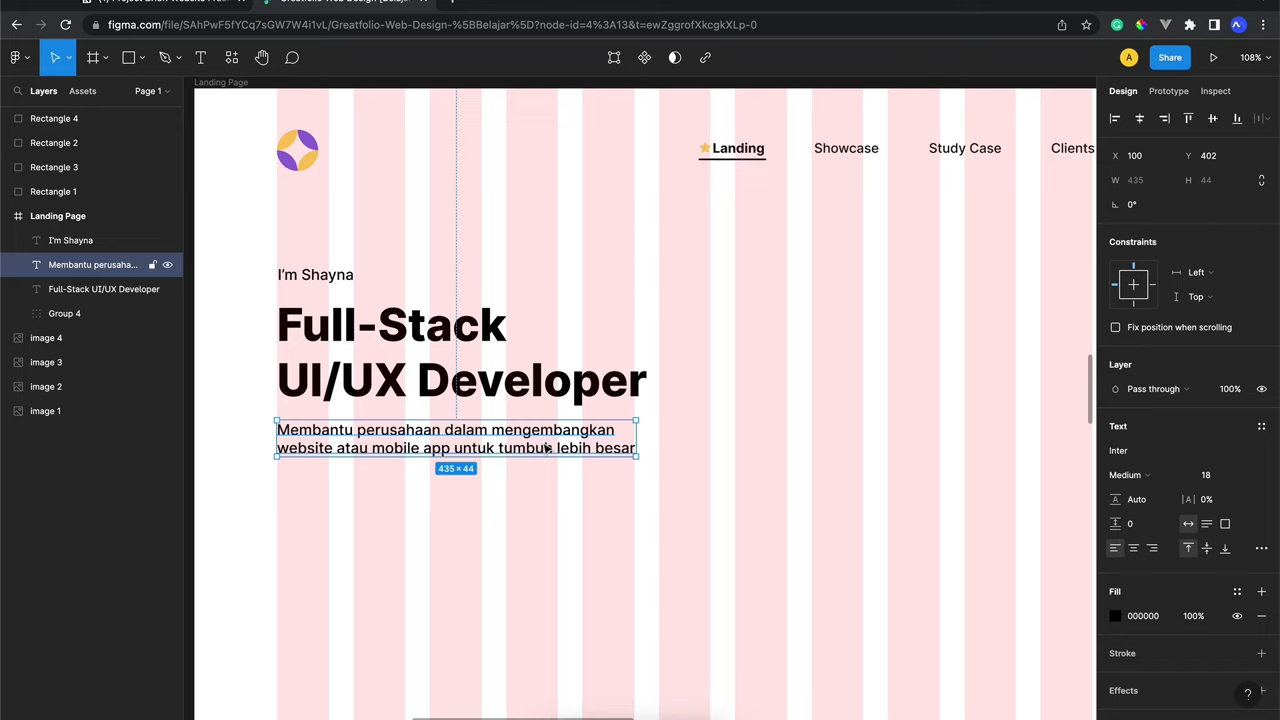 figma.com/file/SAhPwF5fYCq7sGW7W4i1vL/Greatfolio-Web-Design-%5BBelajar%5D?node-id=4%3A13&t=ewZggrofXkcgkXLp-0
A
Share
108%
Layers
Assets
Page 1
Rectangle 4
Rectangle 2
Rectangle 3
Rectangle 1
Landing Page
I'm Shayna
Membantu perusaha...
Full-Stack UI/UX Developer
Group 4
image 4
image 3
image 2
image 1
Landing Page
Landing
Showcase
Study Case
Clients
I'm Shayna
Full-Stack
UI/UX Developer
Membantu perusahaan dalam mengembangkan
website atau mobile app untuk tumbuh lebih besar
435 × 44
Design
Prototype
Inspect
X 100 Y 402
W 435 H 44
0°
Constraints
Left
Top
Fix position when scrolling
Layer
Pass through 100%
Text
Inter
Medium 18
Auto |A| 0%
0
Fill
000000 100%
Stroke
Effects
?